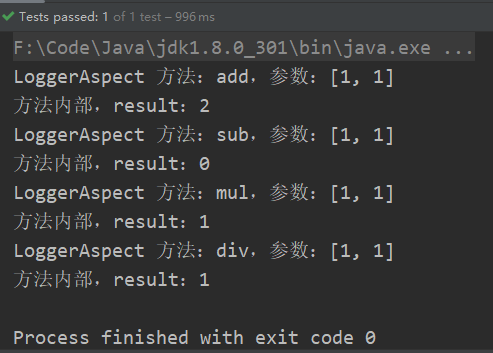 Tests passed: 1 of 1 test – 996 ms
F:\Code\Java\jdk1.8.0_301\bin\java.exe ...
LoggerAspect 方法：add，参数：[1, 1]
方法内部，result：2
LoggerAspect 方法：sub，参数：[1, 1]
方法内部，result：0
LoggerAspect 方法：mul，参数：[1, 1]
方法内部，result：1
LoggerAspect 方法：div，参数：[1, 1]
方法内部，result：1
Process finished with exit code 0